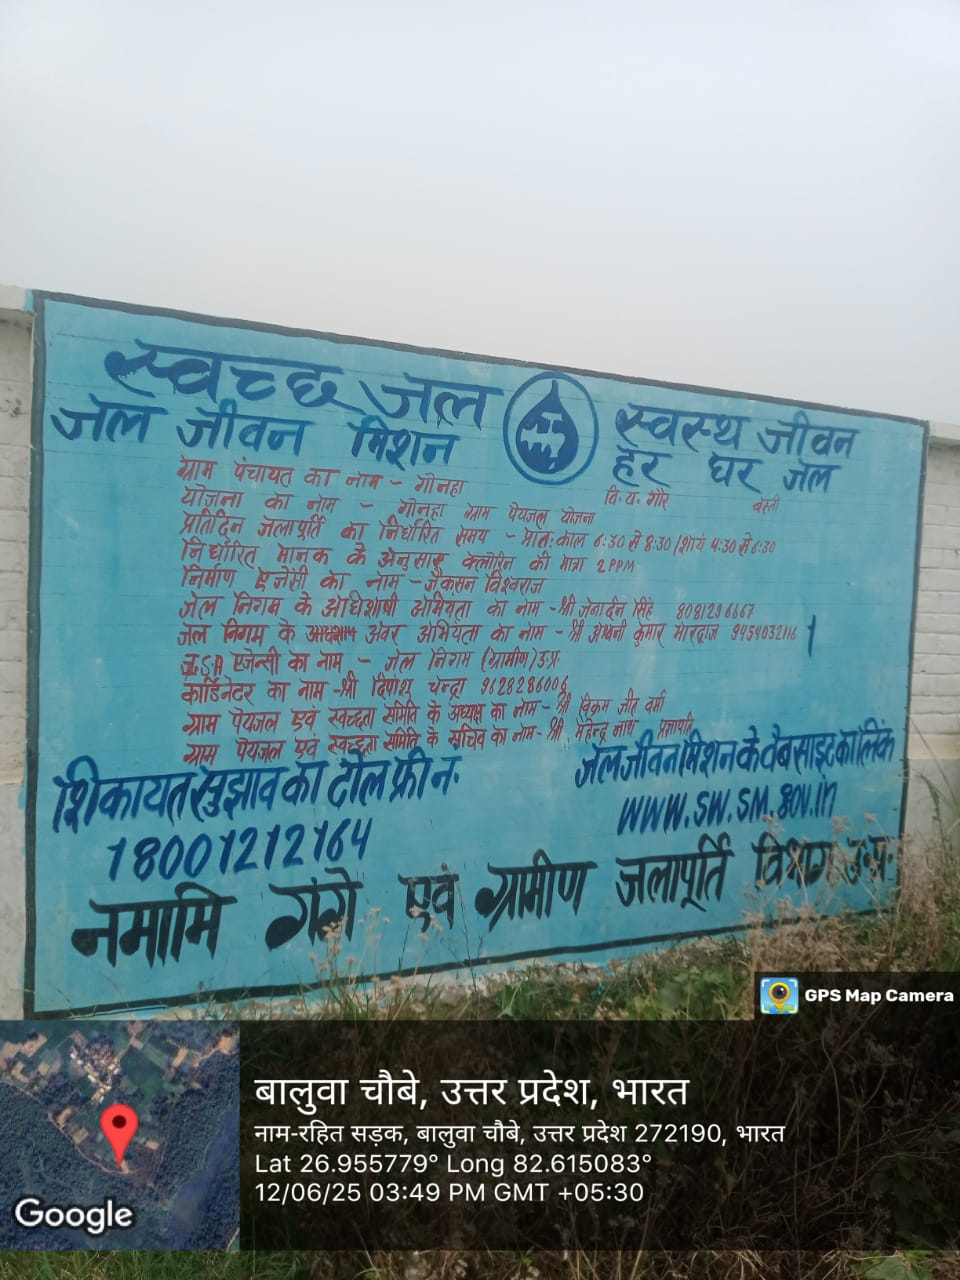 स्वच्छ जल स्वस्थ जीवन
जल जीवन मिशन हर घर जल
ग्राम पंचायत का नाम - गोनहा वि.ख. गौर बस्ती
योजना का नाम - गोनहा ग्राम पेयजल योजना
प्रतिदिन जलापूर्ति का निर्धारित समय - प्रात: काल 6:30 से 8:30 / शायं 4:30 से 6:30
निर्धारित मानक के अनुसार क्लोरिन की मात्रा 2 PPM
निर्माण एजेंसी का नाम - जैकसन विश्वराज
जल निगम के अधिशाषी अभियंता का नाम - श्री जनार्दन सिंह 8081296667
जल निगम के अवर अभियंता का नाम - श्री अश्वनी कुमार भारद्वाज 9454032116
I.S.A एजेन्सी का नाम - जल निगम (ग्रामीण) उ.प्र.
कार्डिनेटर का नाम - श्री चन्द्रा 9628286006
ग्राम पेयजल एवं स्वच्छता समिति के अध्यक्ष का नाम - श्री विक्रम जीत वर्मा
ग्राम पेयजल एवं स्वच्छता समिति के सचिव का नाम - श्री महेन्द्र नाथ प्रजापति
शिकायत सुझाव का टोल फ्री नं. जल जीवन मिशन के वेबसाइट का लिंक
18001212164 WWW.SW.SM.gov.in
नमामि गंगे एवं ग्रामीण जलापूर्ति विभाग उ.प्र.
GPS Map Camera
बालुवा चौबे, उत्तर प्रदेश, भारत
नाम-रहित सड़क, बालुवा चौबे, उत्तर प्रदेश 272190, भारत
Lat 26.955779° Long 82.615083°
12/06/25 03:49 PM GMT +05:30
Google